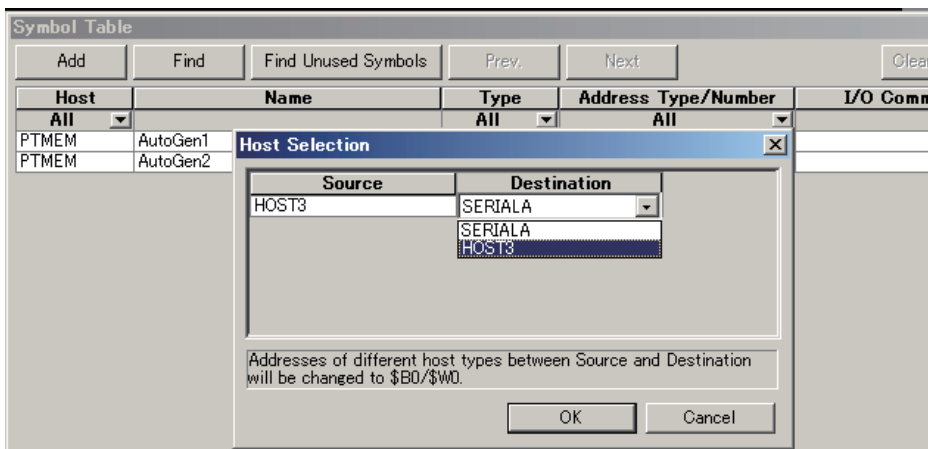 Symbol Table
Add Find Find Unused Symbols Prev. Next Clea
Host Name Type Address Type/Number I/O Comm
All All All
PTMEM AutoGen1
PTMEM AutoGen2
Host Selection
Source Destination
HOST3 SERIALA
SERIALA
HOST3
Addresses of different host types between Source and Destination
will be changed to $B0/$W0.
OK Cancel